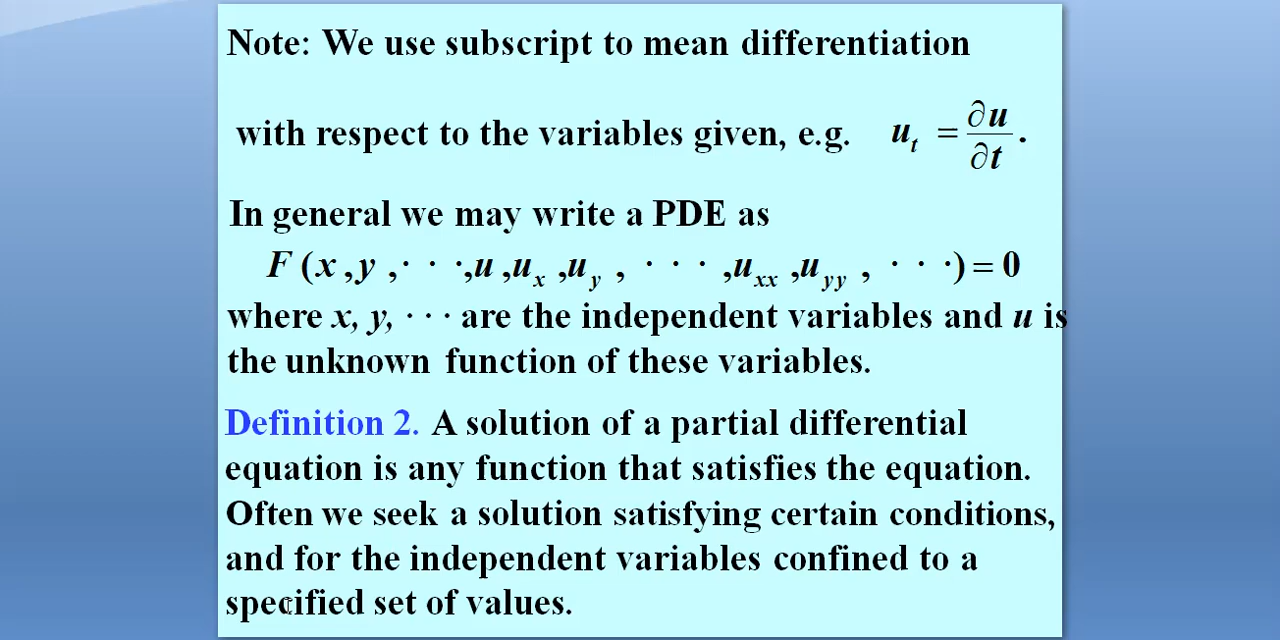 Note: We use subscript to mean differentiation
with respect to the variables given, e.g. u_t = ∂u/∂t.
In general we may write a PDE as
F (x ,y ,· · ·,u ,u_x ,u_y , · · · ,u_xx ,u_yy , · · ·) = 0
where x, y, · · · are the independent variables and u is
the unknown function of these variables.
Definition 2. A solution of a partial differential
equation is any function that satisfies the equation.
Often we seek a solution satisfying certain conditions,
and for the independent variables confined to a
specified set of values.